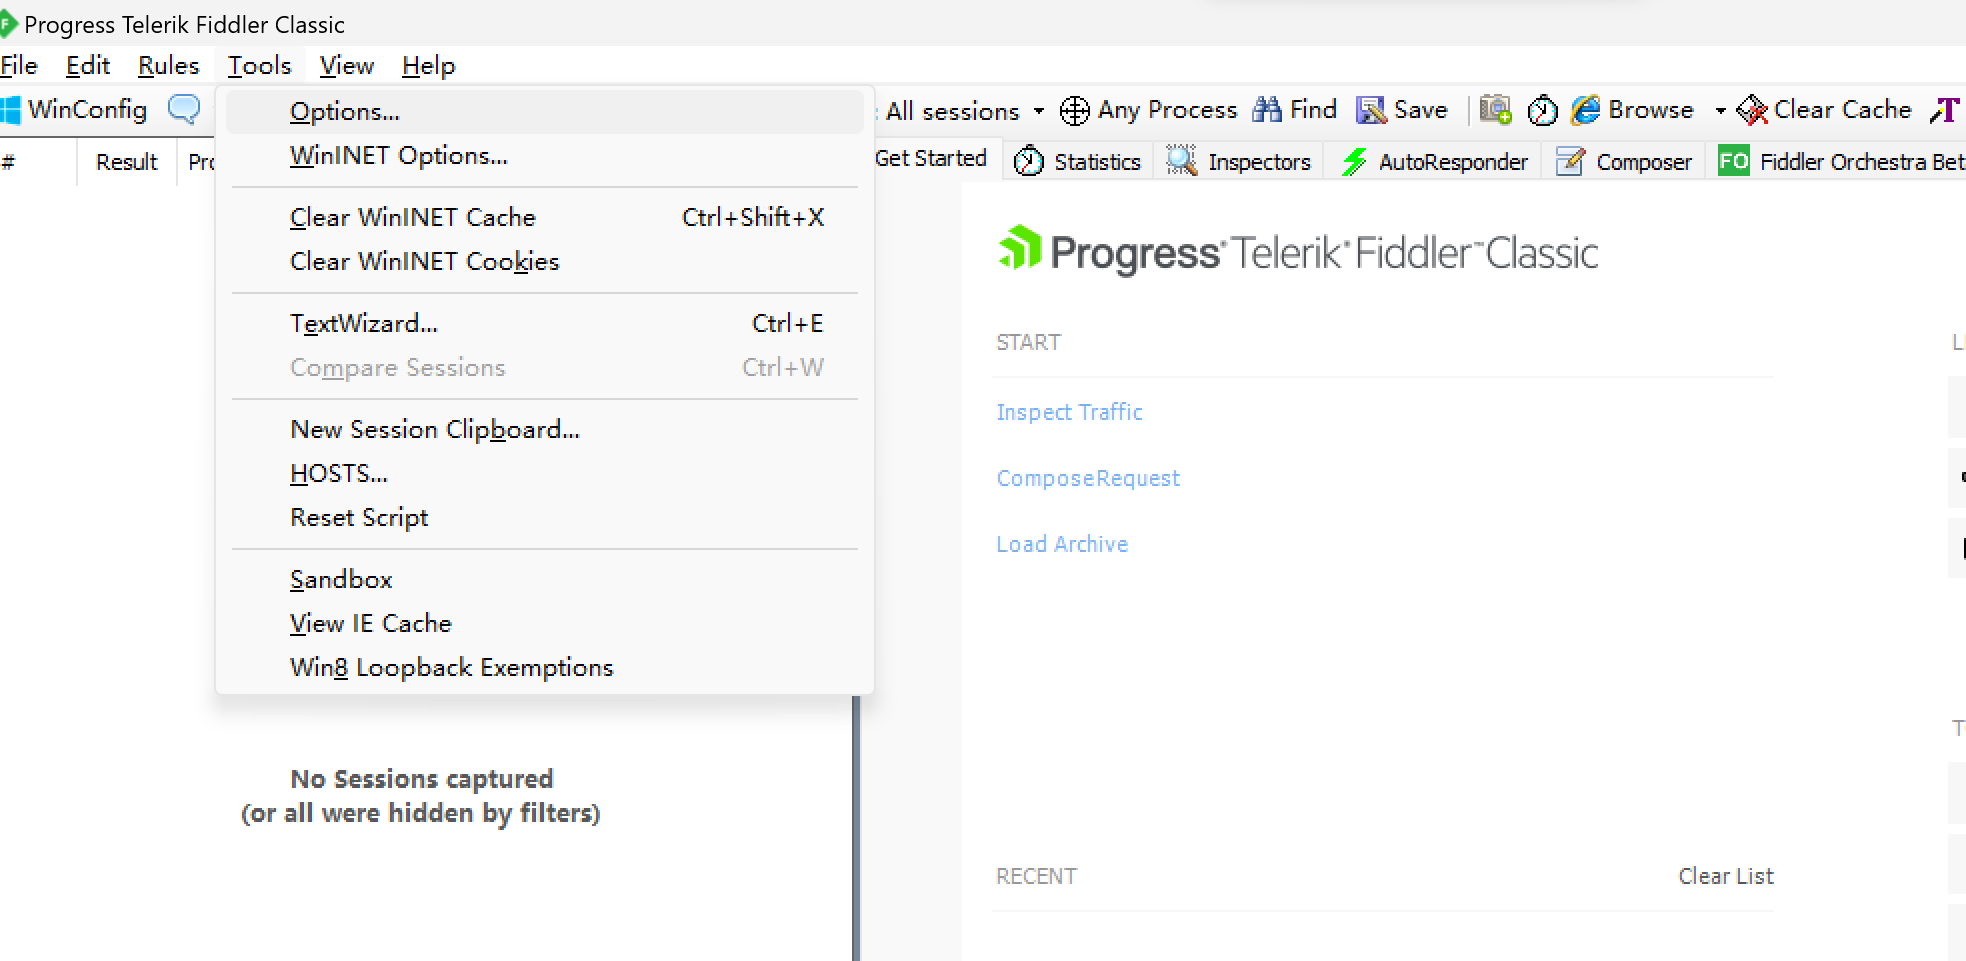 Progress Telerik Fiddler Classic
File Edit Rules Tools View Help
WinConfig All sessions Any Process Find Save Browse Clear Cache T
# Result Pro Get Started Statistics Inspectors AutoResponder Composer FO Fiddler Orchestra Bet
Options...
WinINET Options...
Clear WinINET Cache Ctrl+Shift+X
Clear WinINET Cookies
TextWizard... Ctrl+E
Compare Sessions Ctrl+W
New Session Clipboard...
HOSTS...
Reset Script
Sandbox
View IE Cache
Win8 Loopback Exemptions
No Sessions captured
(or all were hidden by filters)
Progress® Telerik® Fiddler™ Classic
START
Inspect Traffic
ComposeRequest
Load Archive
RECENT Clear List